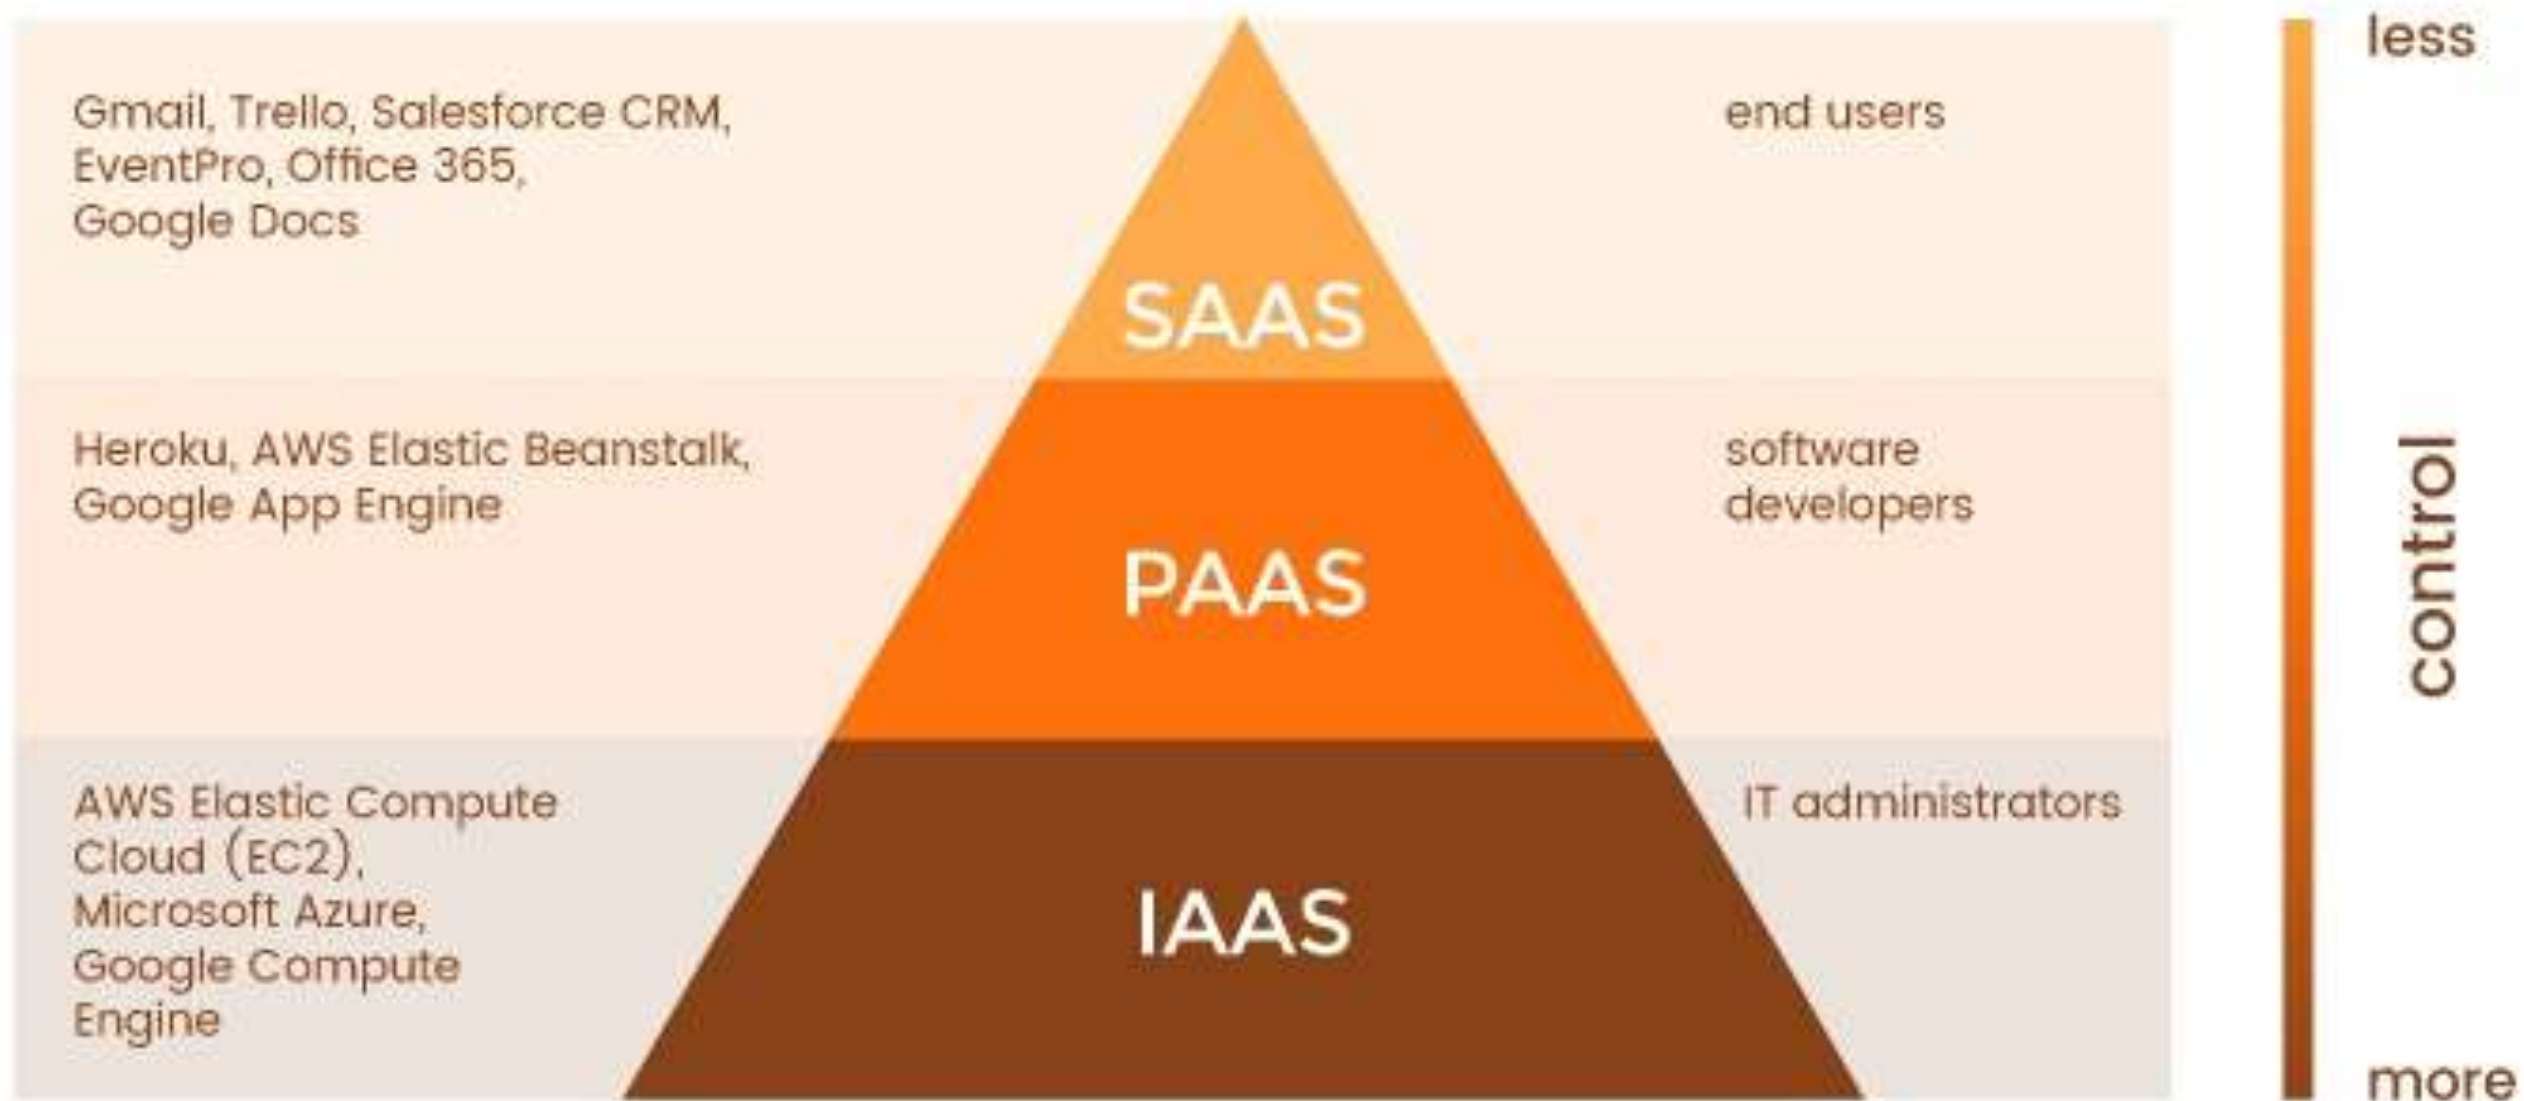 less
Gmail, Trello, Salesforce CRM,
EventPro, Office 365,
Google Docs
end users
SAAS
Heroku, AWS Elastic Beanstalk,
Google App Engine
software
developers
PAAS
control
AWS Elastic Compute
Cloud (EC2),
Microsoft Azure,
Google Compute
Engine
IT administrators
IAAS
more